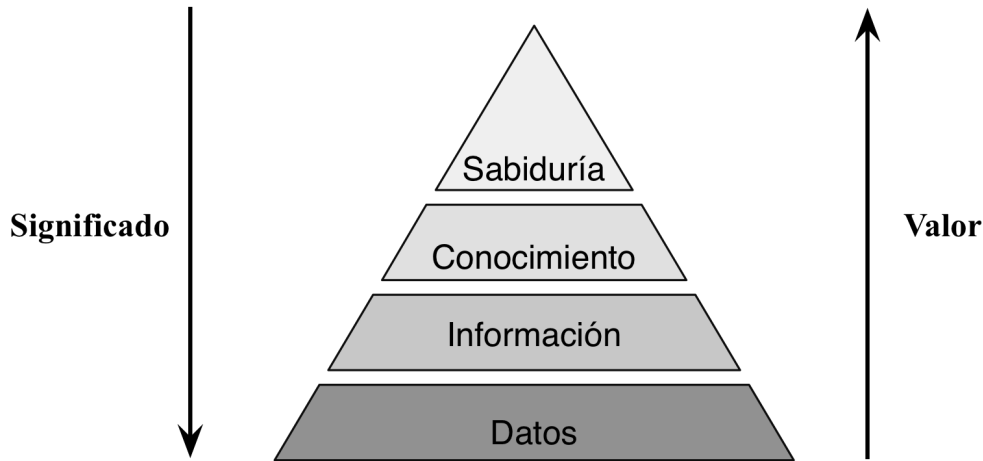 Sabiduría
Significado
Valor
Conocimiento
Información
Datos